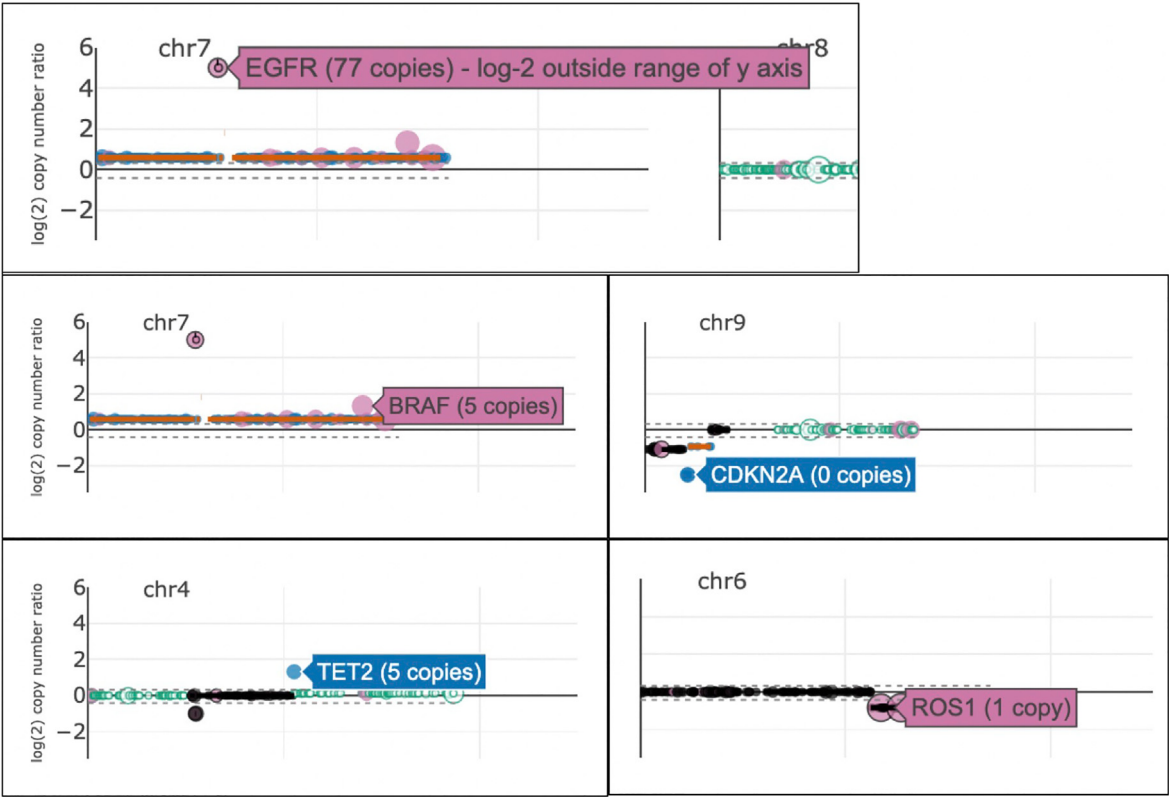 log(2) copy number ratio
6
4
2
0
−2
chr7
EGFR (77 copies) - log-2 outside range of y axis
chr8
log(2) copy number ratio
6
4
2
0
−2
chr7
BRAF (5 copies)
chr9
CDKN2A (0 copies)
log(2) copy number ratio
6
4
2
0
−2
chr4
TET2 (5 copies)
chr6
ROS1 (1 copy)